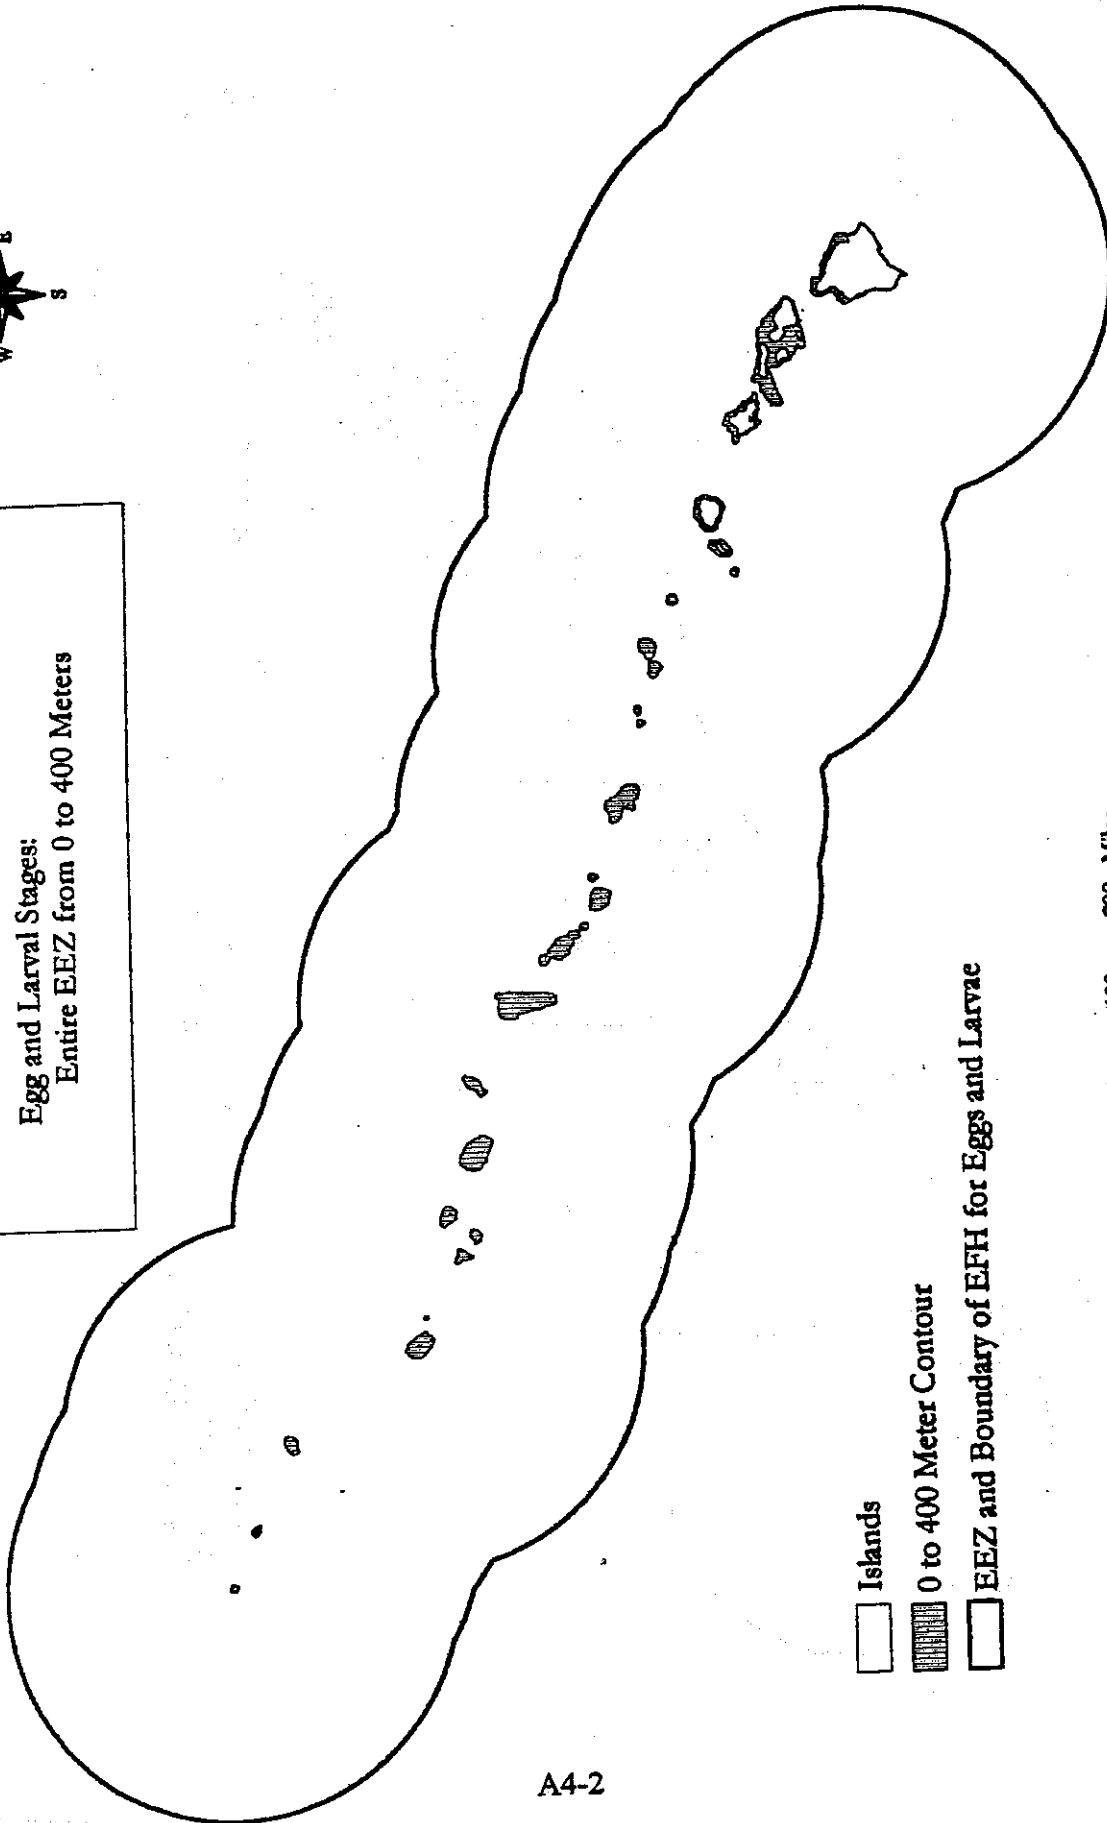 E
W
S
Egg and Larval Stages:
Entire EEZ from 0 to 400 Meters
Islands
0 to 400 Meter Contour
EEZ and Boundary of EFH for Eggs and Larvae
A4-2